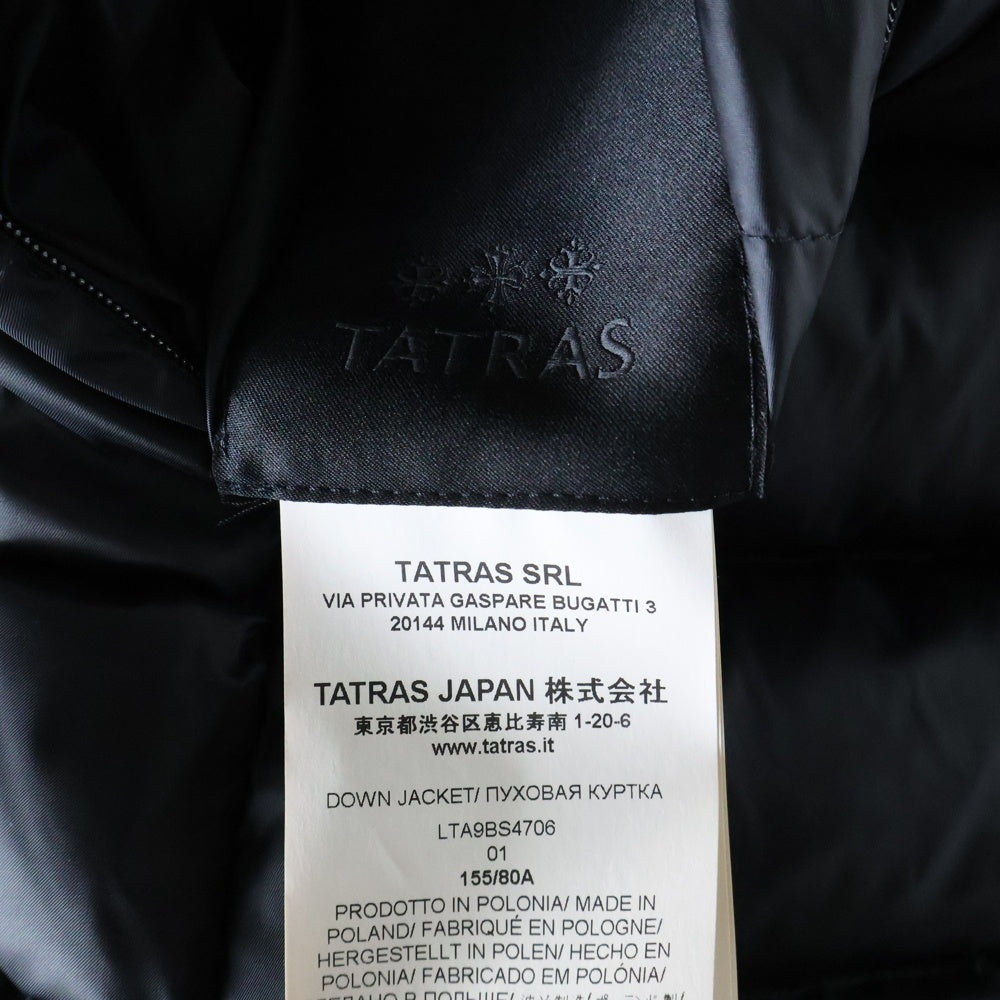 TATRAS
TATRAS SRL
VIA PRIVATA GASPARE BUGATTI 3
20144 MILANO ITALY
TATRAS JAPAN 株式会社
東京都渋谷区恵比寿南 1-20-6
www.tatras.it
DOWN JACKET/ ПУХОВАЯ КУРТКА
LTA9BS4706
01
155/80A
PRODOTTO IN POLONIA/ MADE IN
POLAND/ FABRIQUÉ EN POLOGNE/
HERGESTELLT IN POLEN/ HECHO EN
POLONIA/ FABRICADO EM POLÓNIA/